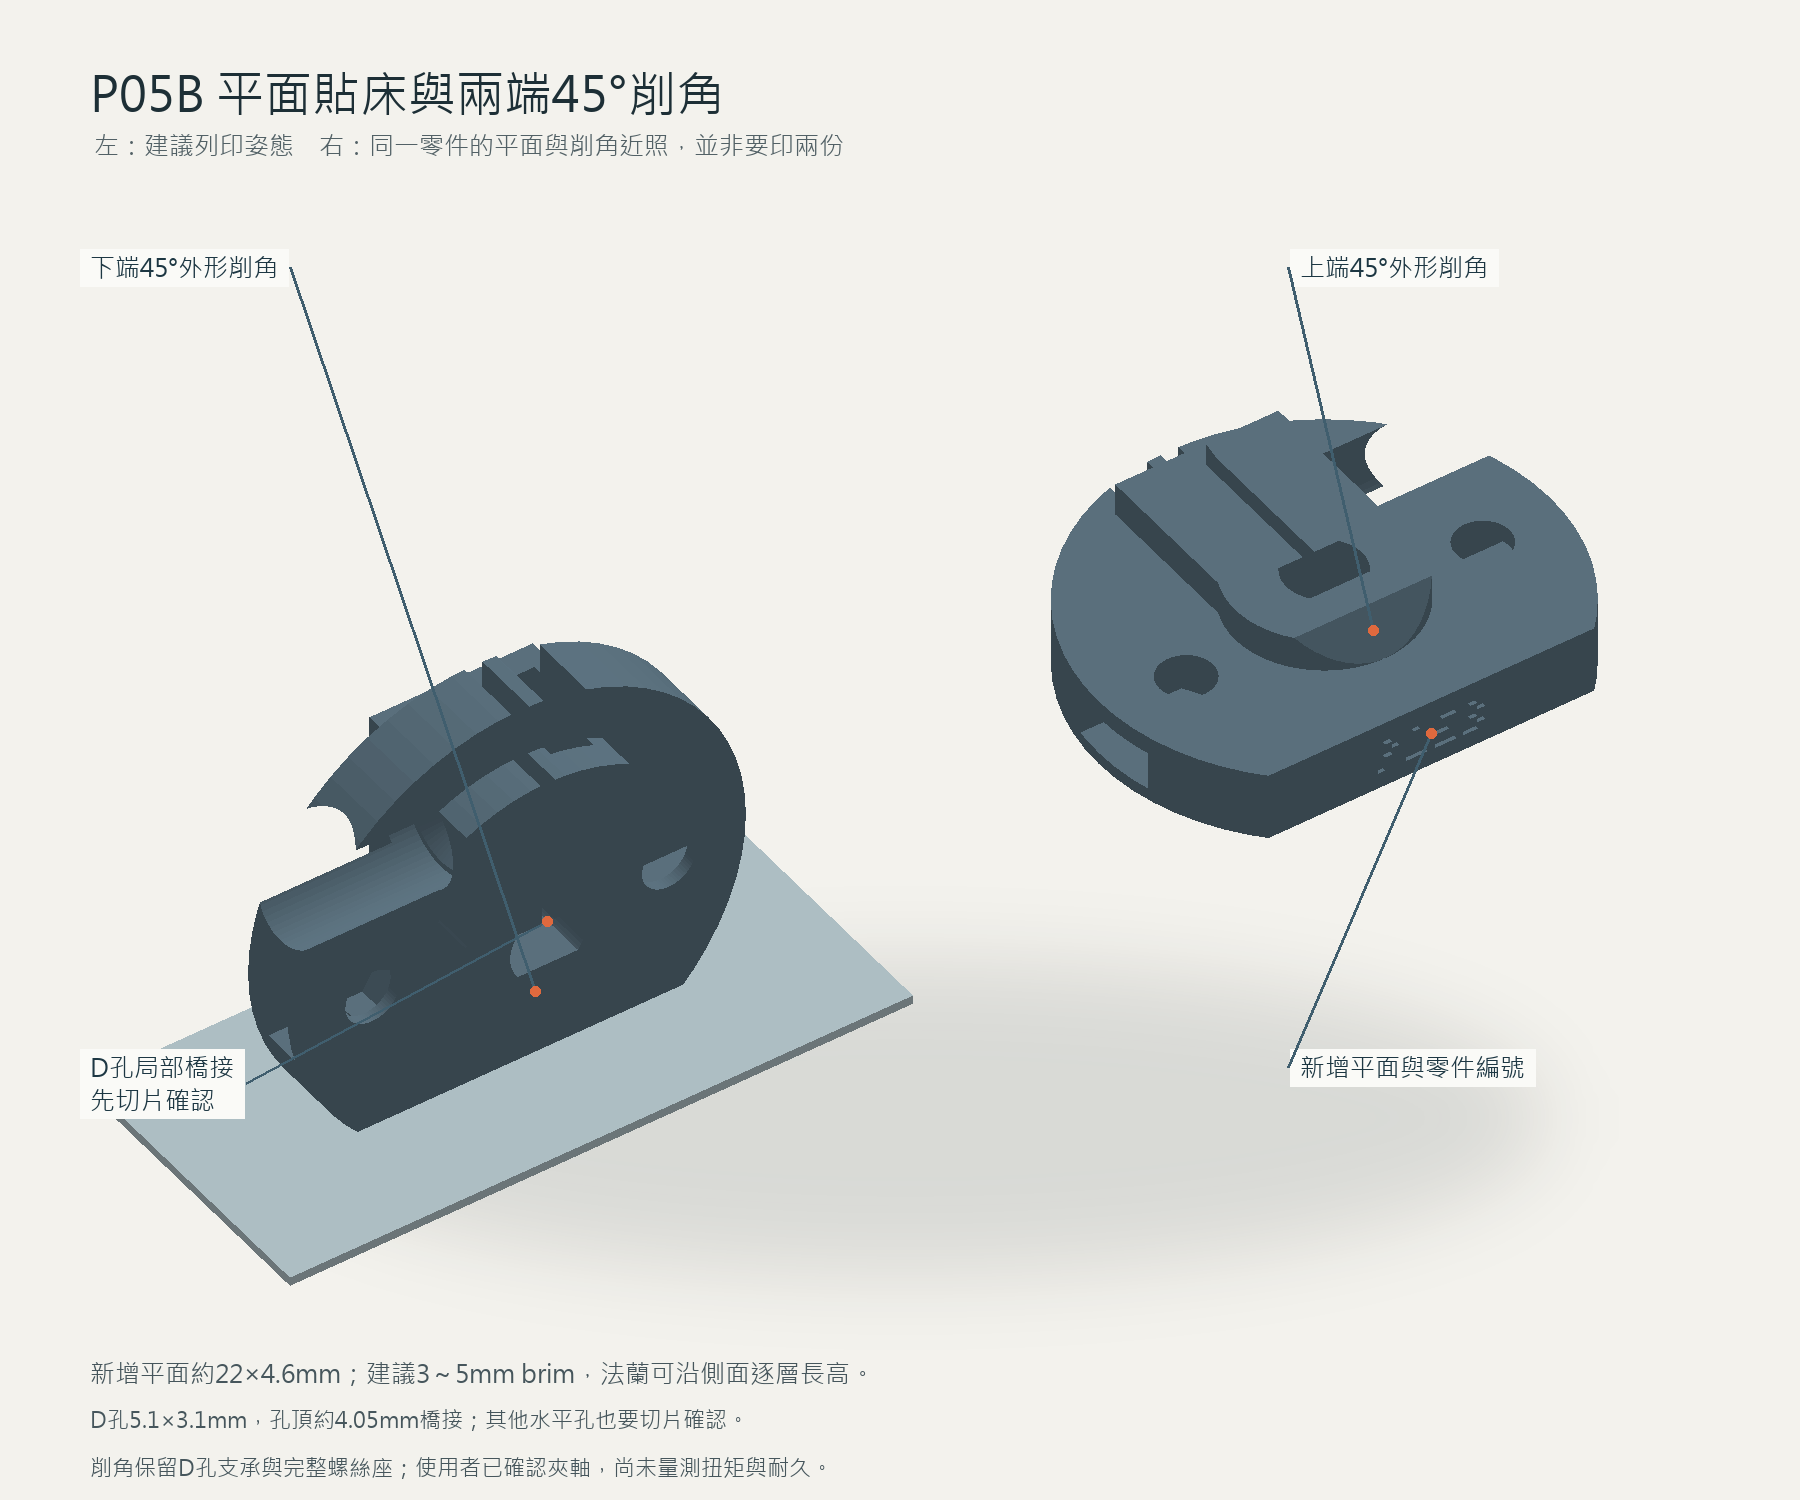 P05B 平面貼床與兩端45°削角
左：建議列印姿態　右：同一零件的平面與削角近照，並非要印兩份
下端45°外形削角
上端45°外形削角
D孔局部橋接
先切片確認
新增平面與零件編號
新增平面約22×4.6mm；建議3～5mm brim，法蘭可沿側面逐層長高。
D孔5.1×3.1mm，孔頂約4.05mm橋接；其他水平孔也要切片確認。
削角保留D孔支承與完整螺絲座；使用者已確認夾軸，尚未量測扭矩與耐久。